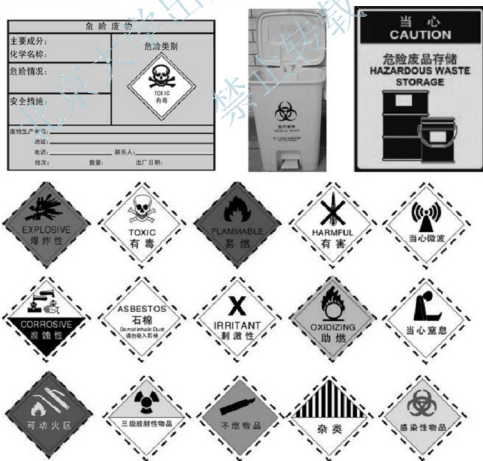 危险废物
主要成分：
化学名称：
危险类别
危险情况：
TOXIC
有毒
安全措施：
废物生产单位：
地址：
电话：
联系人：
批次：
数量：
出厂日期：
当心
CAUTION
危险废品存储
HAZARDOUS WASTE
STORAGE
EXPLOSIVE
爆炸性
TOXIC
有毒
FLAMMABLE
易燃
HARMFUL
有害
当心微波
CORROSIVE
腐蚀性
ASBESTOS
石棉
X
IRRITANT
刺激性
OXIDIZING
助燃
当心窒息
可动火区
三级放射性物品
不燃物品
杂类
感染性物品
禁止转载